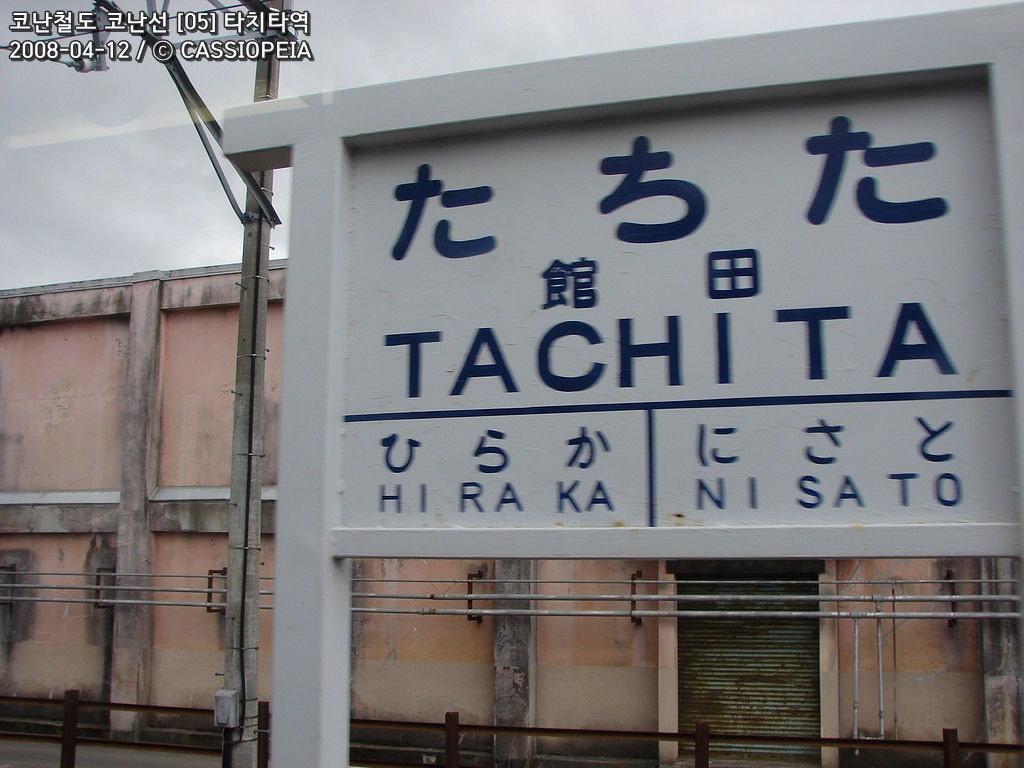 코난철도 코난선 [05] 타치타역
2008-04-12 / © CASSIOPEIA
たちた
館田
TACHITA
ひらか にさと
HIRAKA NISATO